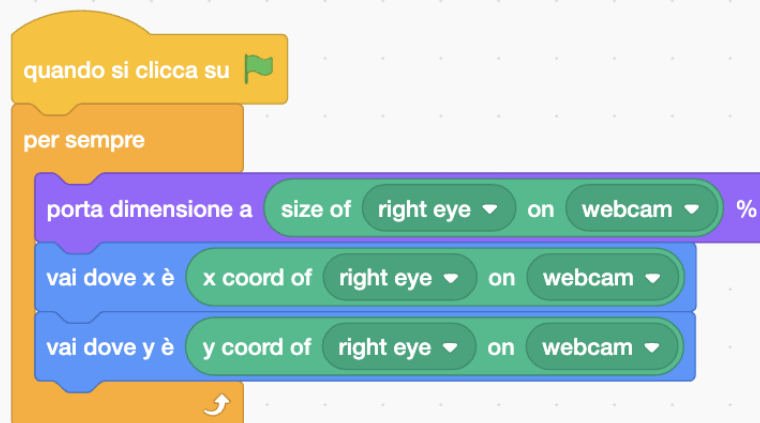 quando si clicca su
per sempre
porta dimensione a size of right eye on webcam %
vai dove x è x coord of right eye on webcam
vai dove y è y coord of right eye on webcam